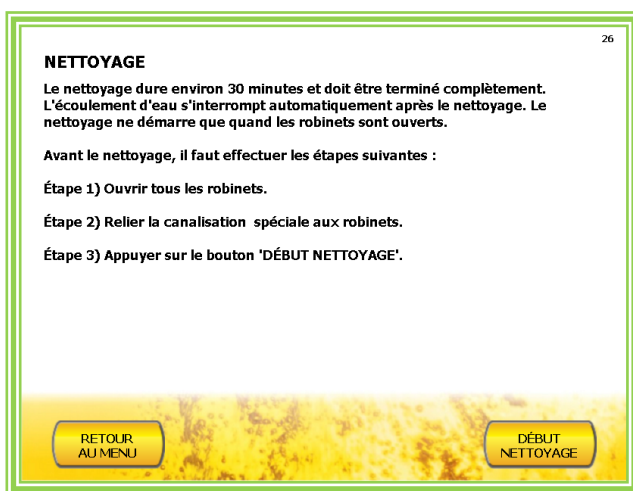 26
NETTOYAGE
Le nettoyage dure environ 30 minutes et doit être terminé complètement.
L'écoulement d'eau s'interrompt automatiquement après le nettoyage. Le
nettoyage ne démarre que quand les robinets sont ouverts.
Avant le nettoyage, il faut effectuer les étapes suivantes :
Étape 1) Ouvrir tous les robinets.
Étape 2) Relier la canalisation spéciale aux robinets.
Étape 3) Appuyer sur le bouton 'DÉBUT NETTOYAGE'.
RETOUR
AU MENU
DÉBUT
NETTOYAGE